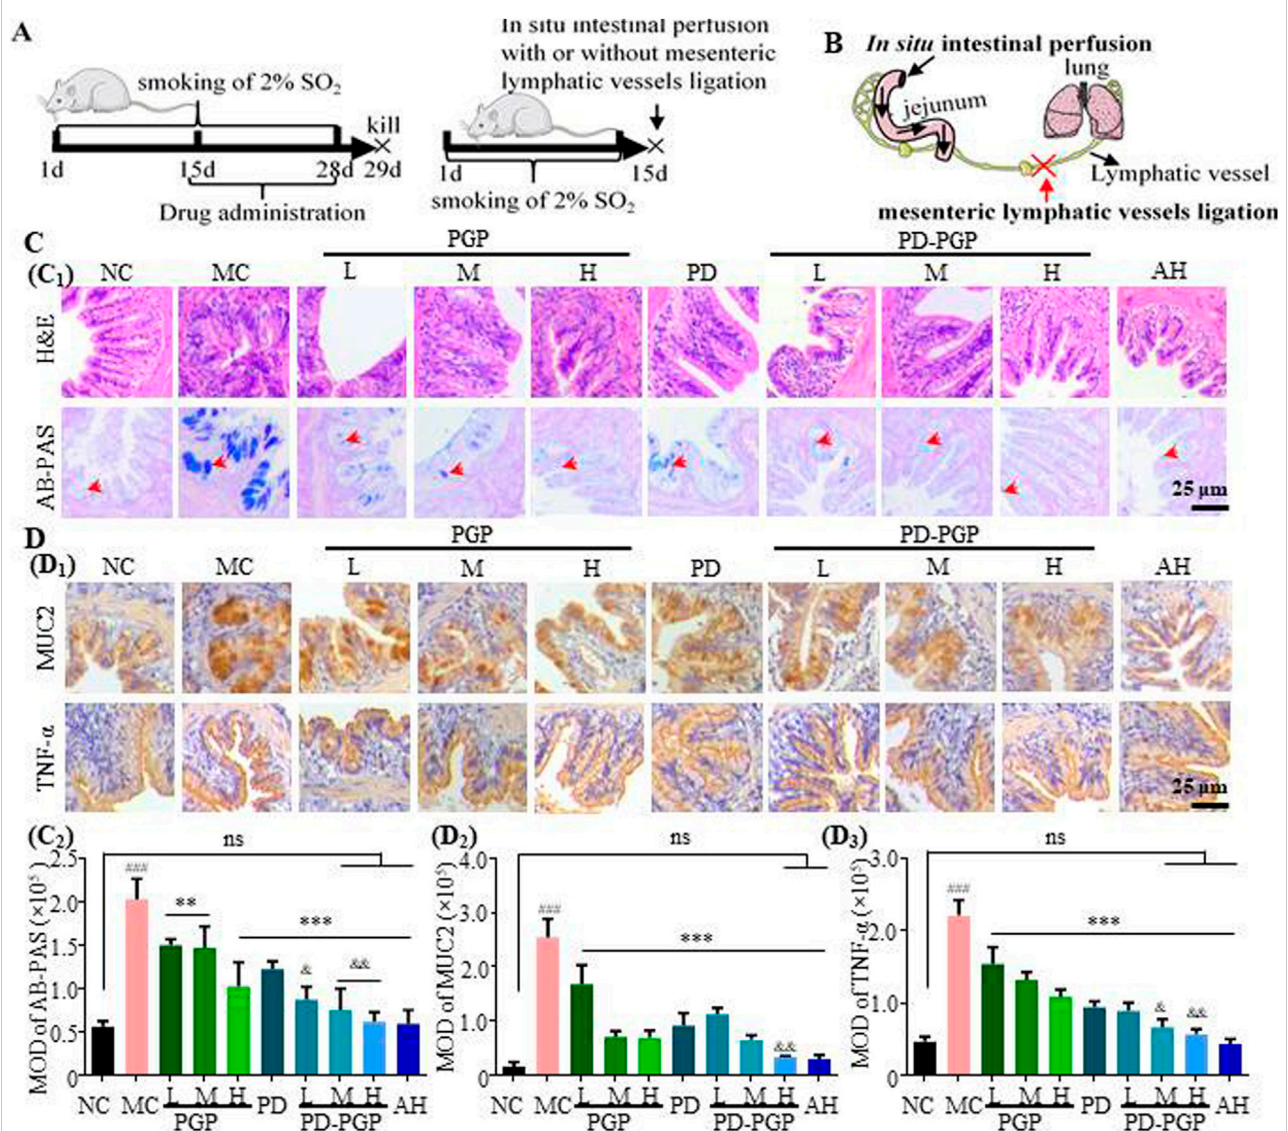 A
smoking of 2% SO₂
kill
1d 15d 28d 29d
Drug administration
In situ intestinal perfusion
with or without mesenteric
lymphatic vessels ligation
1d 15d
smoking of 2% SO₂
B
In situ intestinal perfusion
lung
jejunum
Lymphatic vessel
mesenteric lymphatic vessels ligation
C
PGP PD-PGP
(C₁) NC MC L M H PD L M H AH
H&E
AB-PAS
25 μm
D
PGP PD-PGP
(D₁) NC MC L M H PD L M H AH
MUC2
TNF-α
25 μm
(C₂)
ns
MOD of AB-PAS (×10⁵)
2.5
2.0
1.5
1.0
0.5
0
###
**
***
&
&&
NC MC L M H PD L M H AH
PGP PD-PGP
(D₂)
ns
MOD of MUC2 (×10⁵)
4.0
3.0
2.0
1.0
0
###
***
&&
NC MC L M H PD L M H AH
PGP PD-PGP
(D₃)
ns
MOD of TNF-α (×10⁵)
3.0
2.0
1.0
0
###
***
&
&&
NC MC L M H PD L M H AH
PGP PD-PGP